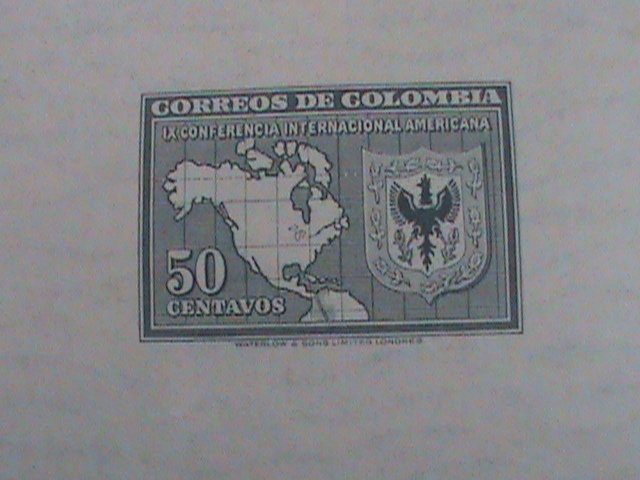 CORREOS DE COLOMBIA
IX CONFERENCIA INTERNACIONAL AMERICANA
50
CENTAVOS
WATERLOW & SONS LIMITED LONDRES